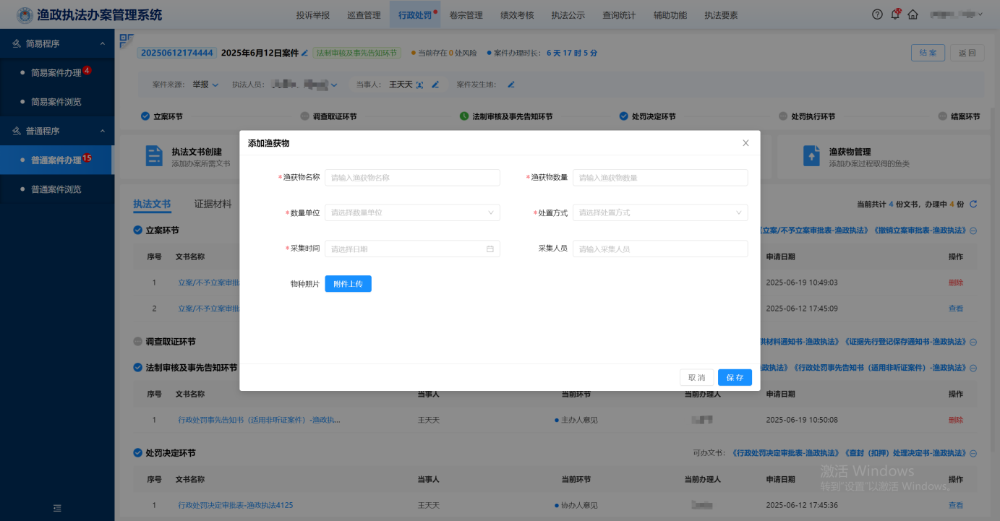 渔政执法办案管理系统
投诉举报 巡查管理 行政处罚 卷宗管理 绩效考核 执法公示 查询统计 辅助功能 执法要素
简易程序
简易案件办理 4
简易案件浏览
普通程序
普通案件办理 15
普通案件浏览
20250612174444 2025年6月12日案件 法制审核及事先告知环节 当前存在0处风险 案件办理时长： 6 天 17 时 5 分 结 案 返 回
案件来源： 举报 执法人员： 当事人： 王天天 案件发生地：
立案环节 调查取证环节 法制审核及事先告知环节 处罚决定环节 处罚执行环节 结案环节
执法文书创建
添加办案所需文书
渔获物管理
添加办案过程取得的鱼类
添加渔获物
*渔获物名称 请输入渔获物名称 *渔获物数量 请输入渔获物数量
*数量单位 请选择数量单位 *处置方式 请选择处置方式
*采集时间 请选择日期 采集人员 请输入采集人员
物种照片 附件上传
取 消 保 存
执法文书 证据材料 当前共计 4 份文书，办理中 4 份
立案环节 立案/不予立案审批表-渔政执法》《撤销立案审批表-渔政执法》
序号 文书名称 申请日期 操作
1 立案/不予立案审批 2025-06-19 10:49:03 删除
2 立案/不予立案审批 2025-06-12 17:45:09 查看
调查取证环节 供材料通知书-渔政执法》《证据先行登记保存通知书-渔政执法》
法制审核及事先告知环节 政执法》《行政处罚事先告知书（适用非听证案件）-渔政执法》
序号 文书名称 当事人 当前环节 当前办理人 申请日期 操作
1 行政处罚事先告知书（适用非听证案件）-渔政执... 王天天 主办人意见 2025-06-19 10:50:08 删除
处罚决定环节 可办文书： 《行政处罚决定审批表-渔政执法》《查封（扣押）处理决定书-渔政执法》
序号 文书名称 当事人 当前环节 当前办理人 申请日期 操作
1 行政处罚决定审批表-渔政执法4125 王天天 协办人意见 2025-06-12 17:45:36 查看
激活 Windows
转到"设置"以激活 Windows。